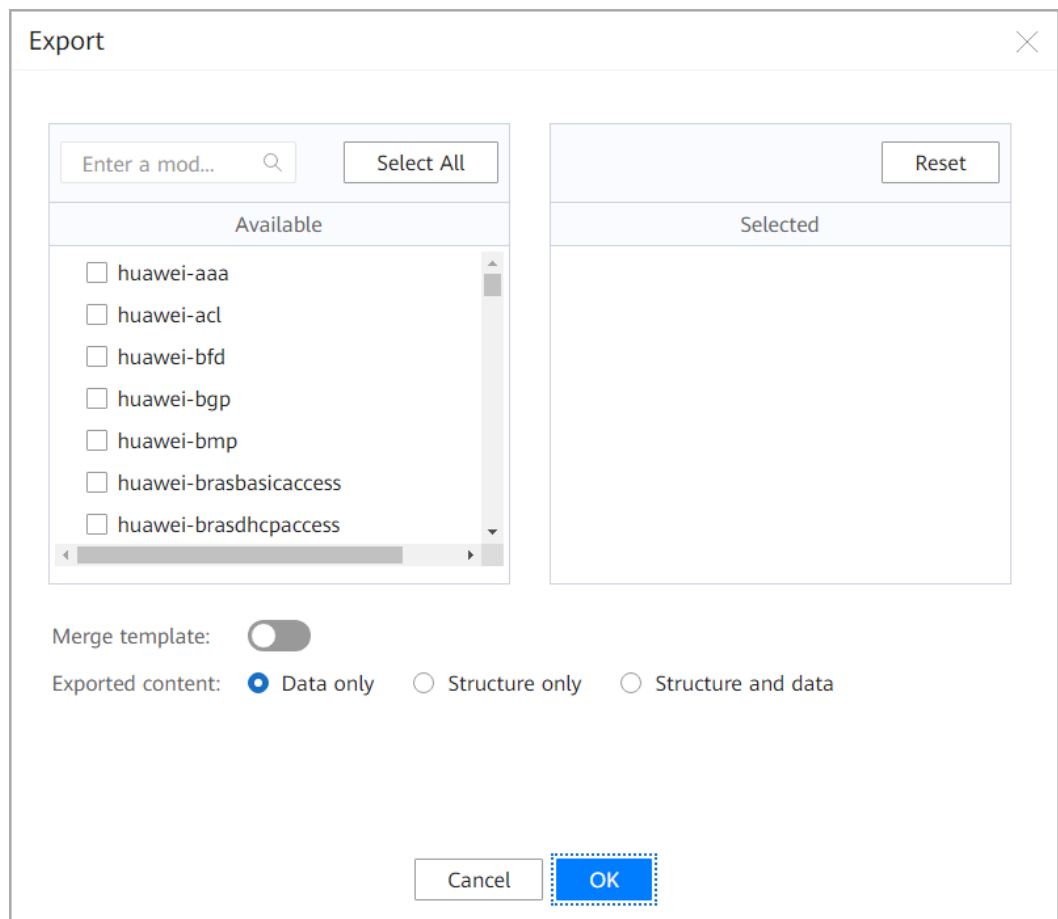 Export
Enter a mod...
Select All
Reset
Available
Selected
huawei-aaa
huawei-acl
huawei-bfd
huawei-bgp
huawei-bmp
huawei-brasbasicaccess
huawei-brasdhcpaccess
Merge template:
Exported content: Data only Structure only Structure and data
Cancel OK